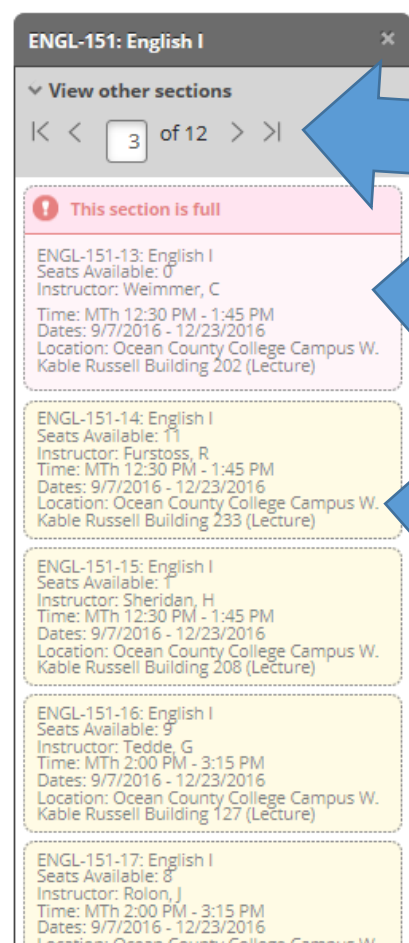 ENGL-151: English I ×
View other sections
3 of 12
This section is full
ENGL-151-13: English I
Seats Available: 0
Instructor: Weimmer, C
Time: MTh 12:30 PM - 1:45 PM
Dates: 9/7/2016 - 12/23/2016
Location: Ocean County College Campus W.
Kable Russell Building 202 (Lecture)
ENGL-151-14: English I
Seats Available: 11
Instructor: Furstoss, R
Time: MTh 12:30 PM - 1:45 PM
Dates: 9/7/2016 - 12/23/2016
Location: Ocean County College Campus W.
Kable Russell Building 233 (Lecture)
ENGL-151-15: English I
Seats Available: 1
Instructor: Sheridan, H
Time: MTh 12:30 PM - 1:45 PM
Dates: 9/7/2016 - 12/23/2016
Location: Ocean County College Campus W.
Kable Russell Building 208 (Lecture)
ENGL-151-16: English I
Seats Available: 9
Instructor: Tedde, G
Time: MTh 2:00 PM - 3:15 PM
Dates: 9/7/2016 - 12/23/2016
Location: Ocean County College Campus W.
Kable Russell Building 127 (Lecture)
ENGL-151-17: English I
Seats Available: 8
Instructor: Rolon, J
Time: MTh 2:00 PM - 3:15 PM
Dates: 9/7/2016 - 12/23/2016
Location: Ocean County College Campus W.